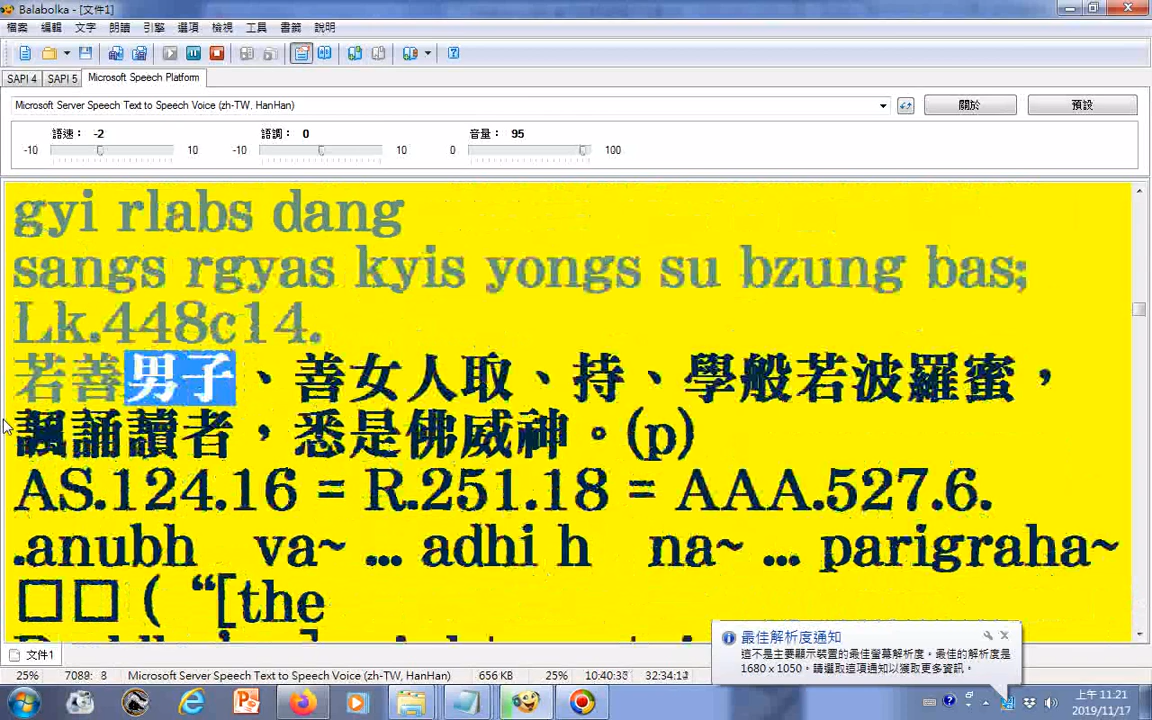 Balabolka - [文件1]
檔案 編輯 文字 朗讀 引擎 選項 檢視 工具 書籤 說明
SAPI 4 SAPI 5 Microsoft Speech Platform
Microsoft Server Speech Text to Speech Voice (zh-TW, HanHan)
關於 預設
語速： -2 語調： 0 音量： 95
-10 10 -10 10 0 100
gyi rlabs dang
sangs rgyas kyis yongs su bzung bas;
Lk.448c14.
若善男子、善女人取、持、學般若波羅蜜，
諷誦讀者，悉是佛威神。(p)
AS.124.16 = R.251.18 = AAA.527.6.
.anubh va~ ... adhi h na~ ... parigraha~
□□ ( “[the
最佳解析度通知
這不是主要顯示裝置的最佳螢幕解析度。最佳的解析度是
1680 x 1050。請選取這項通知以獲取更多資訊。
文件1
25% 7089: 8 Microsoft Server Speech Text to Speech Voice (zh-TW, HanHan) 656 KB 25% 10:40:38 32:34:12
上午 11:21
2019/11/17